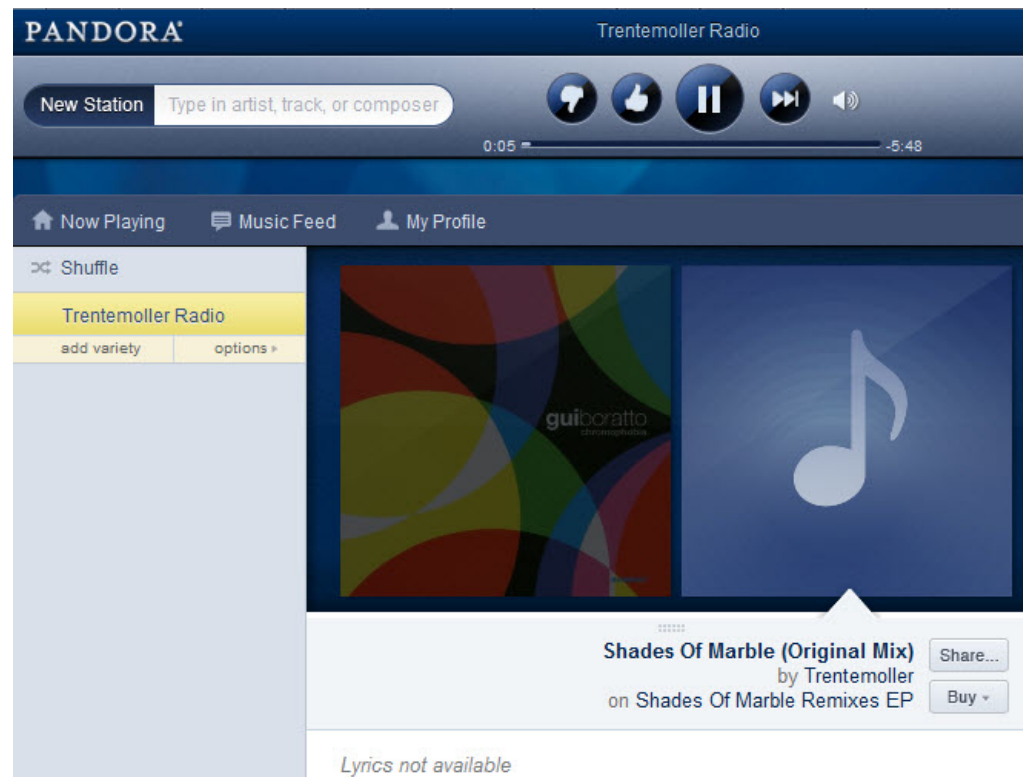 PANDORA
Trentemoller Radio
New Station
Type in artist, track, or composer
0:05
-5:48
Now Playing
Music Feed
My Profile
Shuffle
Trentemoller Radio
add variety
options
guiboratto
chromophobia
Shades Of Marble (Original Mix)
by Trentemoller
on Shades Of Marble Remixes EP
Share...
Buy
Lyrics not available